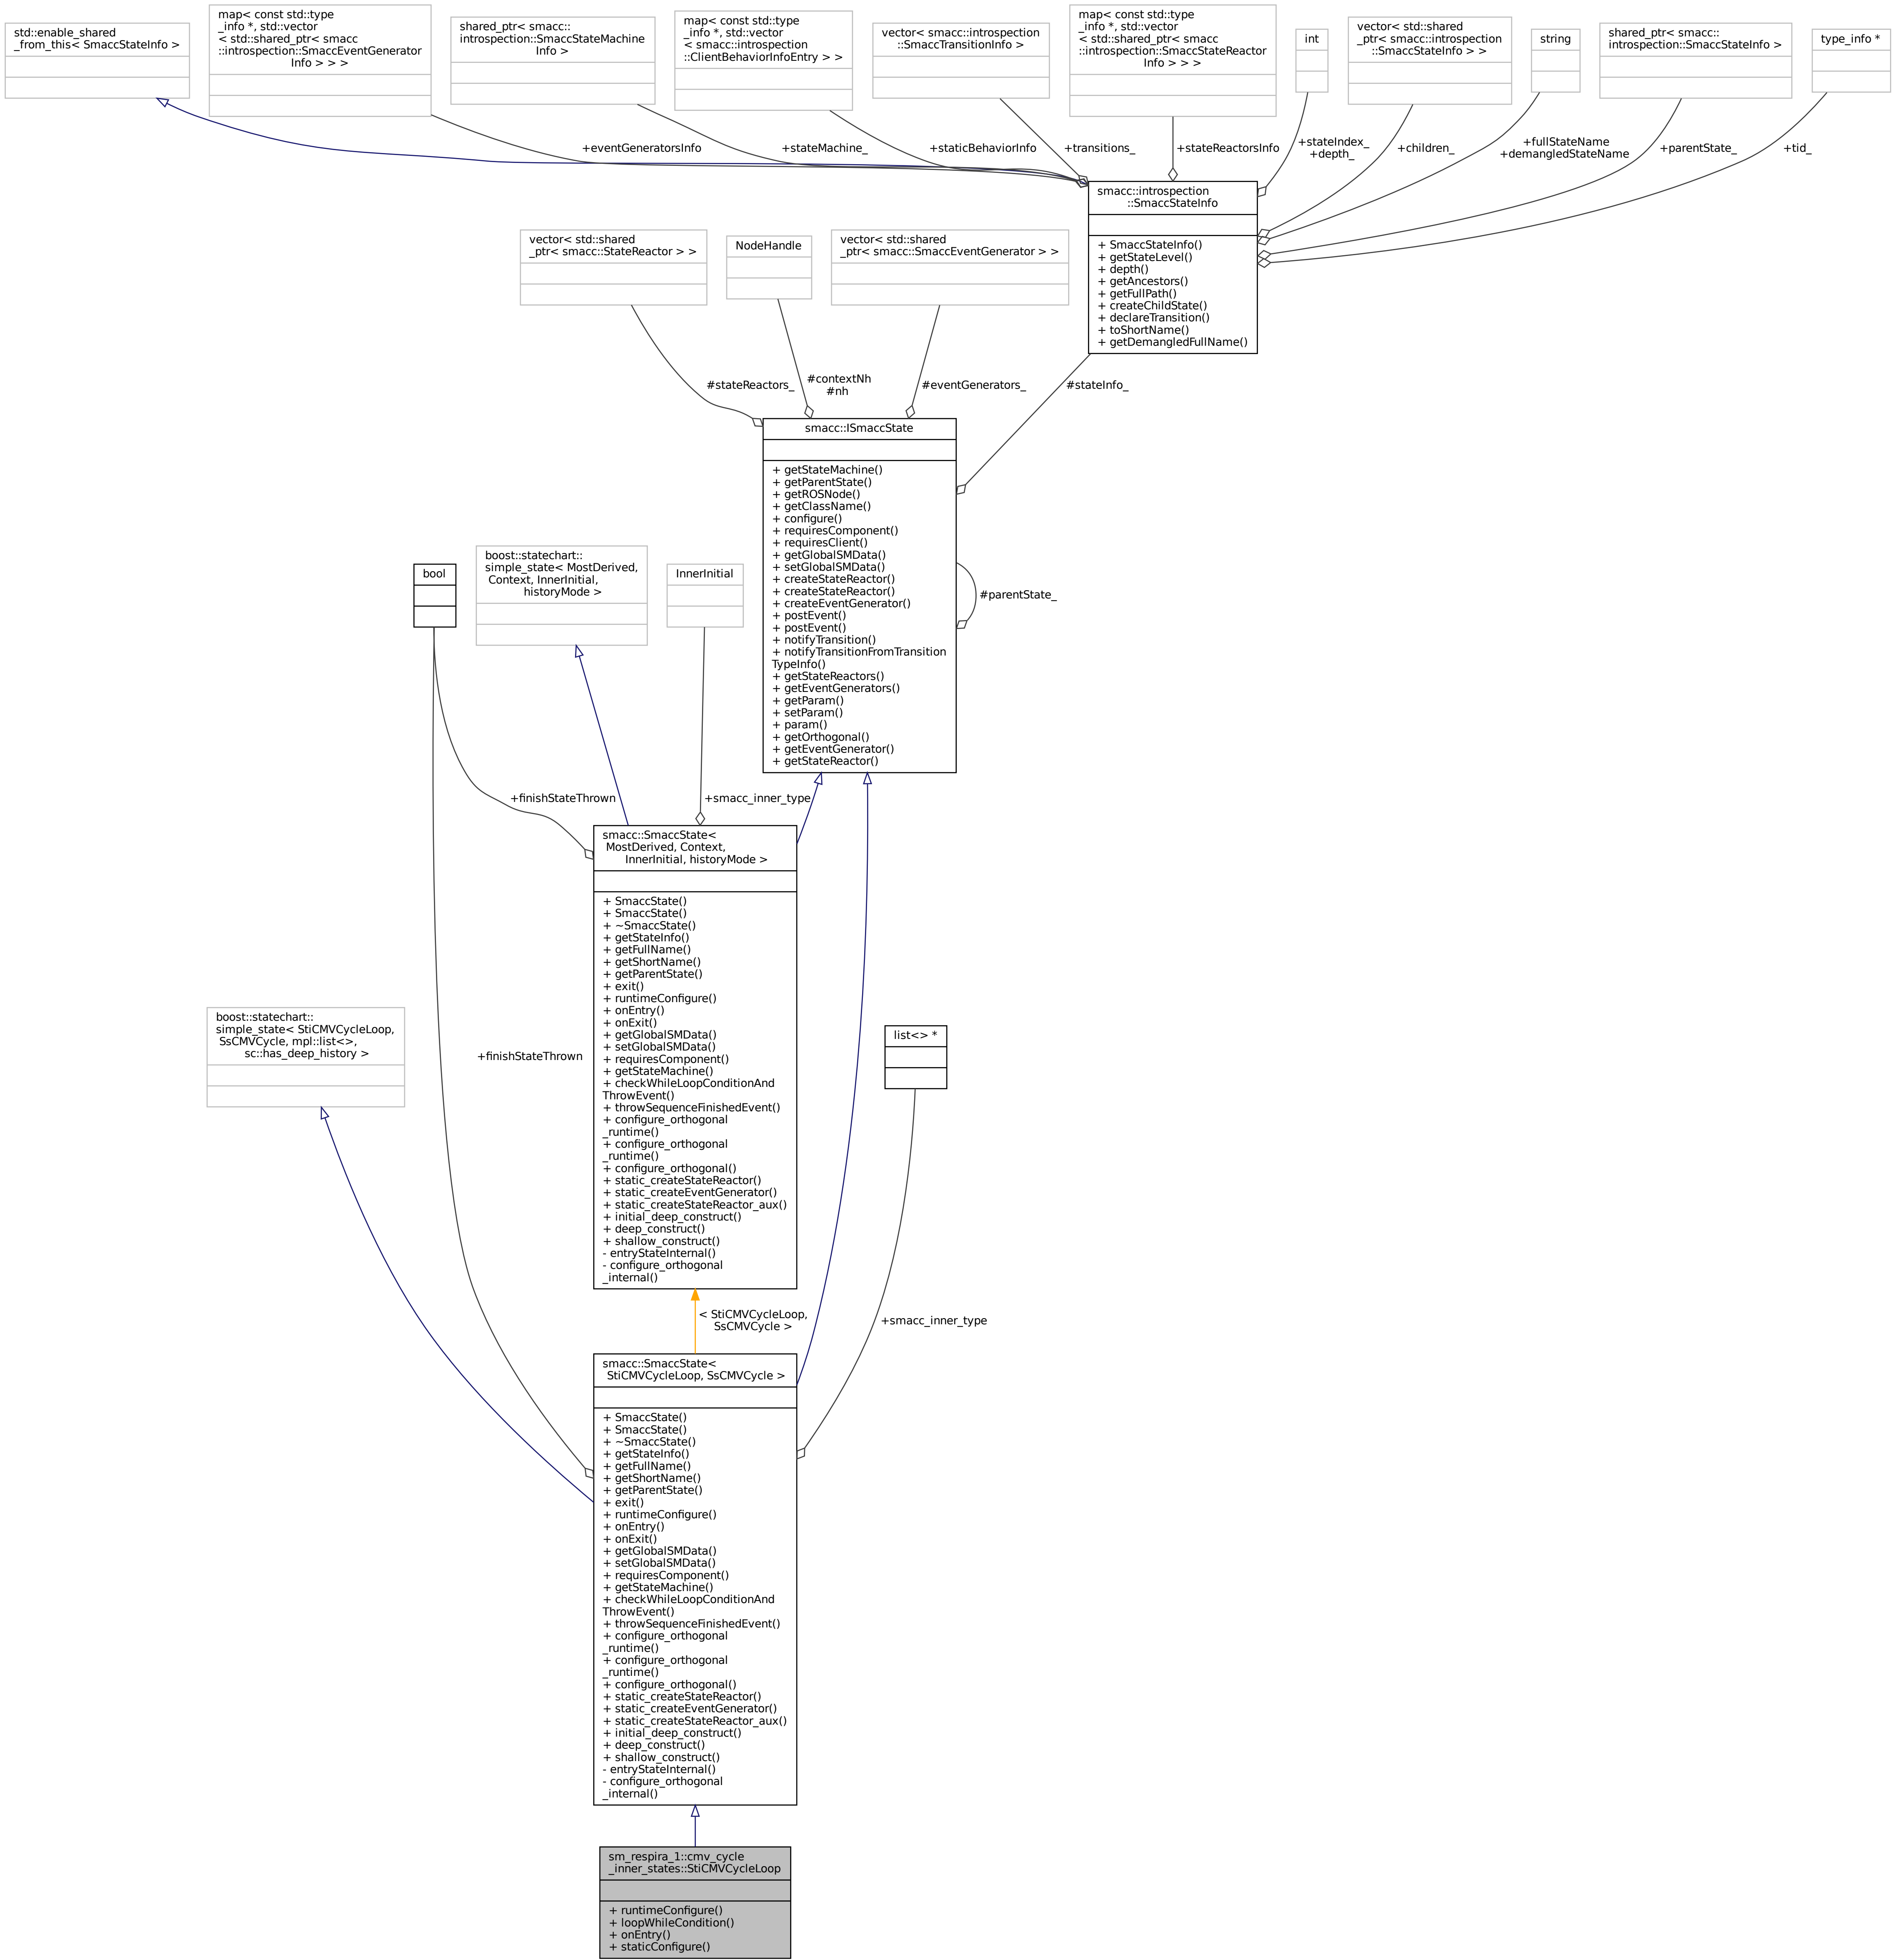 std::enable_shared
_from_this< SmaccStateInfo >
map< const std::type
_info *, std::vector
< std::shared_ptr< smacc
::introspection::SmaccEventGenerator
Info > > >
shared_ptr< smacc::
introspection::SmaccStateMachine
Info >
map< const std::type
_info *, std::vector
< smacc::introspection
::ClientBehaviorInfoEntry > >
vector< smacc::introspection
::SmaccTransitionInfo >
map< const std::type
_info *, std::vector
< std::shared_ptr< smacc
::introspection::SmaccStateReactor
Info > > >
int
vector< std::shared
_ptr< smacc::introspection
::SmaccStateInfo > >
string
shared_ptr< smacc::
introspection::SmaccStateInfo >
type_info *
+eventGeneratorsInfo
+stateMachine_
+staticBehaviorInfo
+transitions_
+stateReactorsInfo
+stateIndex_
+depth_
+children_
+fullStateName
+demangledStateName
+parentState_
+tid_
smacc::introspection
::SmaccStateInfo
+ SmaccStateInfo()
+ getStateLevel()
+ depth()
+ getAncestors()
+ getFullPath()
+ createChildState()
+ declareTransition()
+ toShortName()
+ getDemangledFullName()
vector< std::shared
_ptr< smacc::StateReactor > >
NodeHandle
vector< std::shared
_ptr< smacc::SmaccEventGenerator > >
#stateReactors_
#contextNh
#nh
#eventGenerators_
#stateInfo_
smacc::ISmaccState
+ getStateMachine()
+ getParentState()
+ getROSNode()
+ getClassName()
+ configure()
+ requiresComponent()
+ requiresClient()
+ getGlobalSMData()
+ setGlobalSMData()
+ createStateReactor()
+ createStateReactor()
+ createEventGenerator()
+ postEvent()
+ postEvent()
+ notifyTransition()
+ notifyTransitionFromTransition
TypeInfo()
+ getStateReactors()
+ getEventGenerators()
+ getParam()
+ setParam()
+ param()
+ getOrthogonal()
+ getEventGenerator()
+ getStateReactor()
#parentState_
bool
boost::statechart::
simple_state< MostDerived,
Context, InnerInitial,
historyMode >
InnerInitial
+finishStateThrown
+smacc_inner_type
smacc::SmaccState<
MostDerived, Context,
InnerInitial, historyMode >
+ SmaccState()
+ SmaccState()
+ ~SmaccState()
+ getStateInfo()
+ getFullName()
+ getShortName()
+ getParentState()
+ exit()
+ runtimeConfigure()
+ onEntry()
+ onExit()
+ getGlobalSMData()
+ setGlobalSMData()
+ requiresComponent()
+ getStateMachine()
+ checkWhileLoopConditionAnd
ThrowEvent()
+ throwSequenceFinishedEvent()
+ configure_orthogonal
_runtime()
+ configure_orthogonal
_runtime()
+ configure_orthogonal()
+ static_createStateReactor()
+ static_createEventGenerator()
+ static_createStateReactor_aux()
+ initial_deep_construct()
+ deep_construct()
+ shallow_construct()
- entryStateInternal()
- configure_orthogonal
_internal()
boost::statechart::
simple_state< StiCMVCycleLoop,
SsCMVCycle, mpl::list<>,
sc::has_deep_history >
+finishStateThrown
list<> *
< StiCMVCycleLoop,
SsCMVCycle >
+smacc_inner_type
smacc::SmaccState<
StiCMVCycleLoop, SsCMVCycle >
+ SmaccState()
+ SmaccState()
+ ~SmaccState()
+ getStateInfo()
+ getFullName()
+ getShortName()
+ getParentState()
+ exit()
+ runtimeConfigure()
+ onEntry()
+ onExit()
+ getGlobalSMData()
+ setGlobalSMData()
+ requiresComponent()
+ getStateMachine()
+ checkWhileLoopConditionAnd
ThrowEvent()
+ throwSequenceFinishedEvent()
+ configure_orthogonal
_runtime()
+ configure_orthogonal
_runtime()
+ configure_orthogonal()
+ static_createStateReactor()
+ static_createEventGenerator()
+ static_createStateReactor_aux()
+ initial_deep_construct()
+ deep_construct()
+ shallow_construct()
- entryStateInternal()
- configure_orthogonal
_internal()
sm_respira_1::cmv_cycle
_inner_states::StiCMVCycleLoop
+ runtimeConfigure()
+ loopWhileCondition()
+ onEntry()
+ staticConfigure()